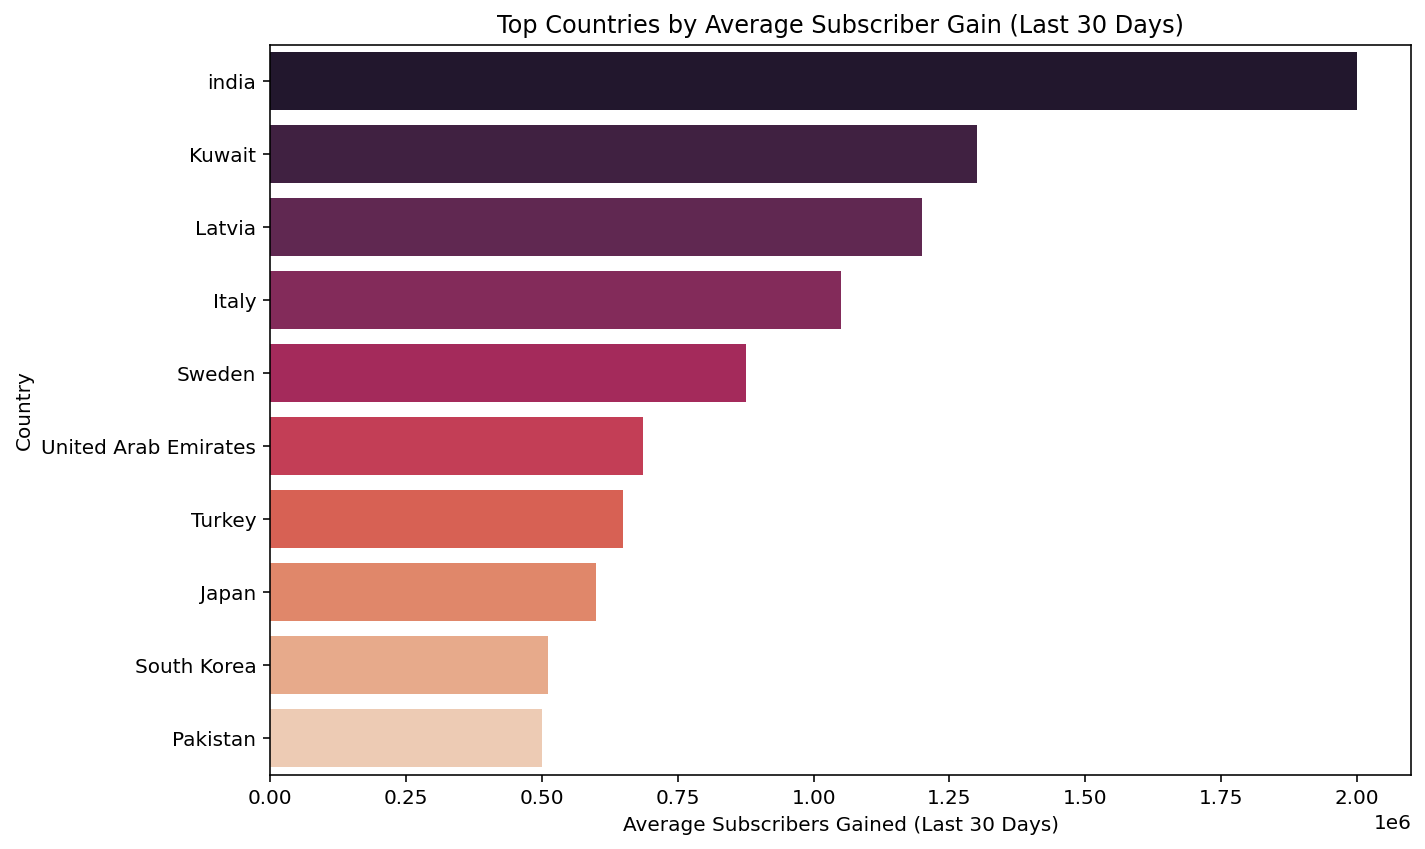 Top Countries by Average Subscriber Gain (Last 30 Days)
india
Kuwait
Latvia
Italy
Sweden
United Arab Emirates
Turkey
Japan
South Korea
Pakistan
Country
0.00 0.25 0.50 0.75 1.00 1.25 1.50 1.75 2.00
1e6
Average Subscribers Gained (Last 30 Days)